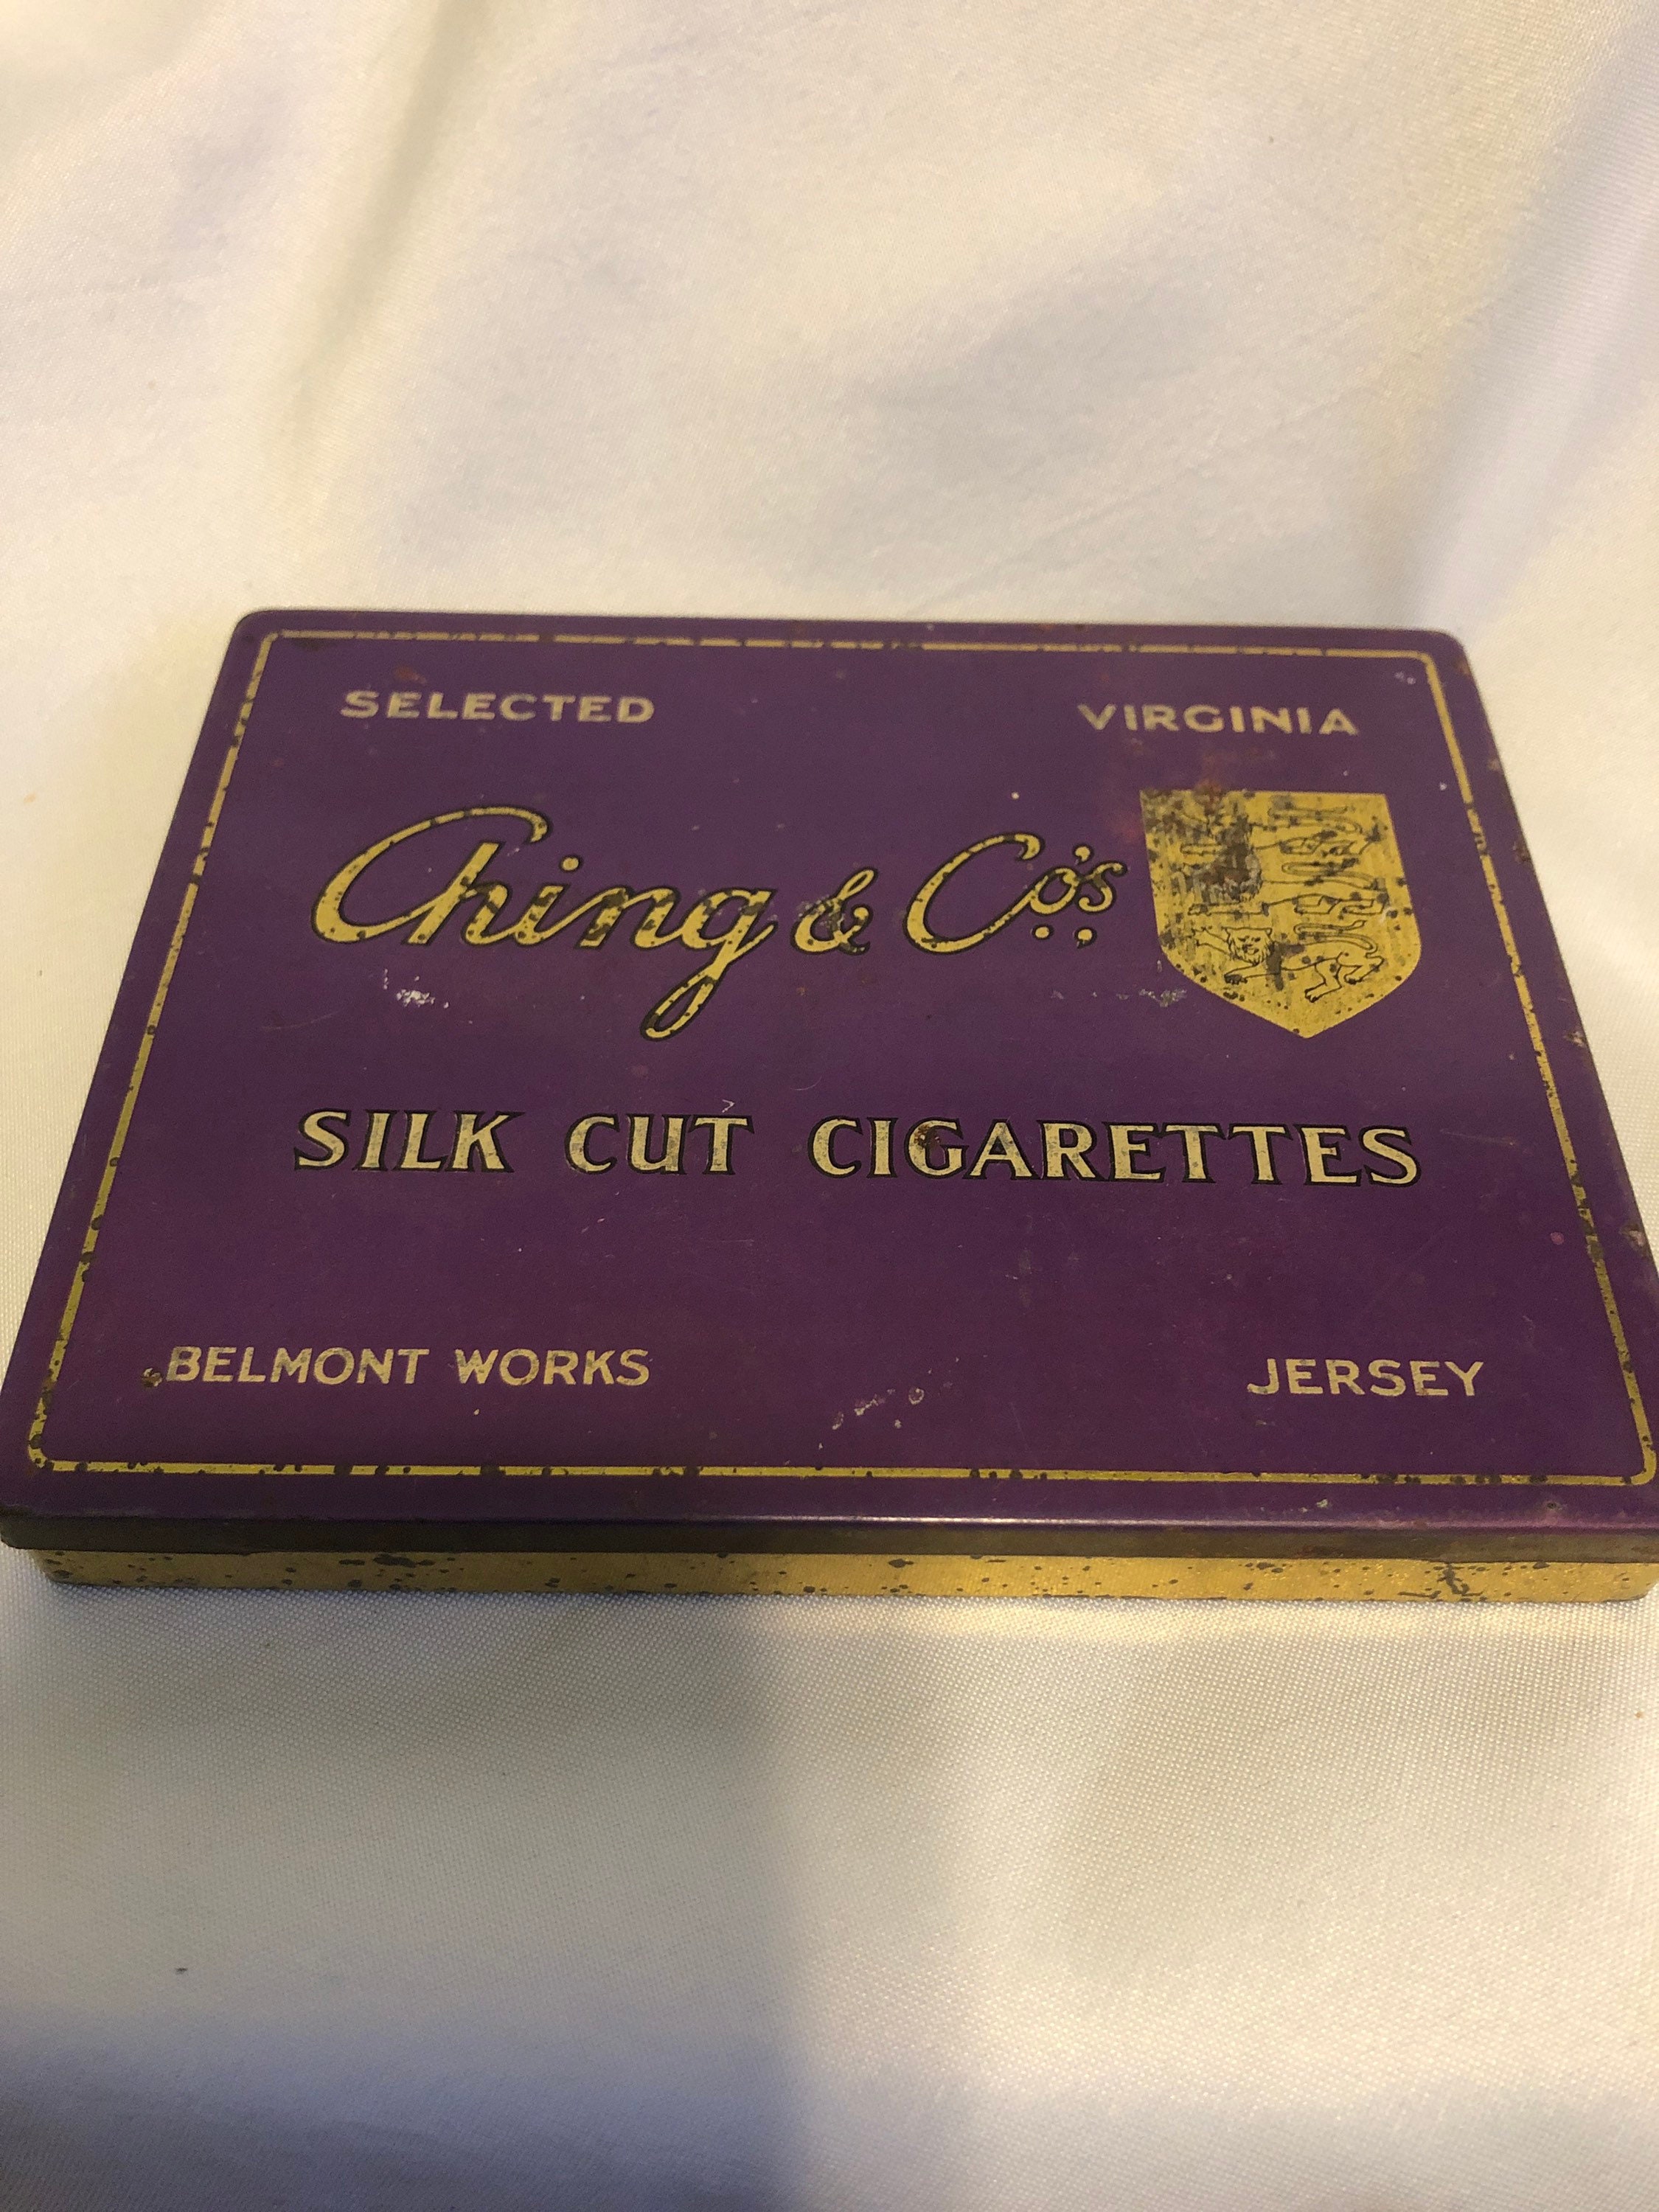 SELECTED VIRGINIA
Ching & Co's
SILK CUT CIGARETTES
BELMONT WORKS JERSEY